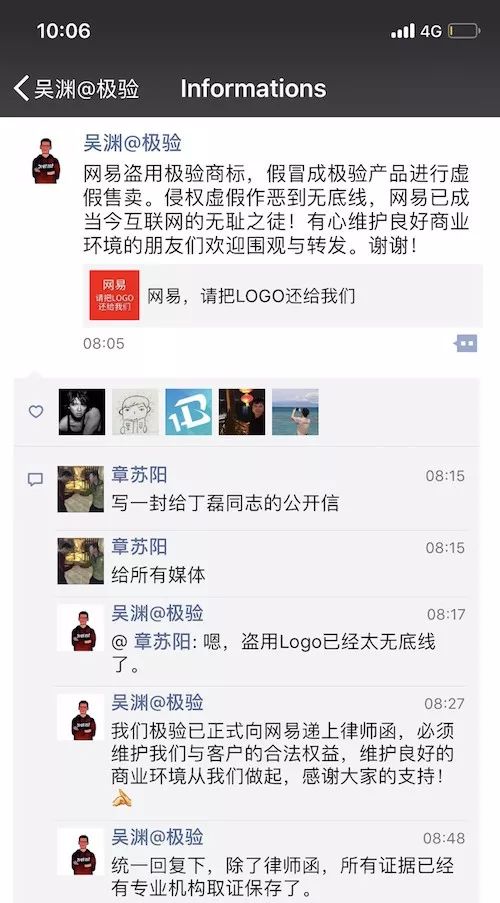 10:06
4G
吴渊@极验
Informations
吴渊@极验
网易盗用极验商标，假冒成极验产品进行虚
假售卖。侵权虚假作恶到无底线，网易已成
当今互联网的无耻之徒！有心维护良好商业
环境的朋友们欢迎围观与转发。谢谢！
网易
请把LOGO
还给我们
网易，请把LOGO还给我们
08:05
章苏阳
08:15
写一封给丁磊同志的公开信
章苏阳
08:15
给所有媒体
吴渊@极验
08:17
@ 章苏阳: 嗯，盗用Logo已经太无底线
了。
吴渊@极验
08:27
我们极验已正式向网易递上律师函，必须
维护我们与客户的合法权益，维护良好的
商业环境从我们做起，感谢大家的支持！
吴渊@极验
08:48
统一回复下，除了律师函，所有证据已经
有专业机构取证保存了。